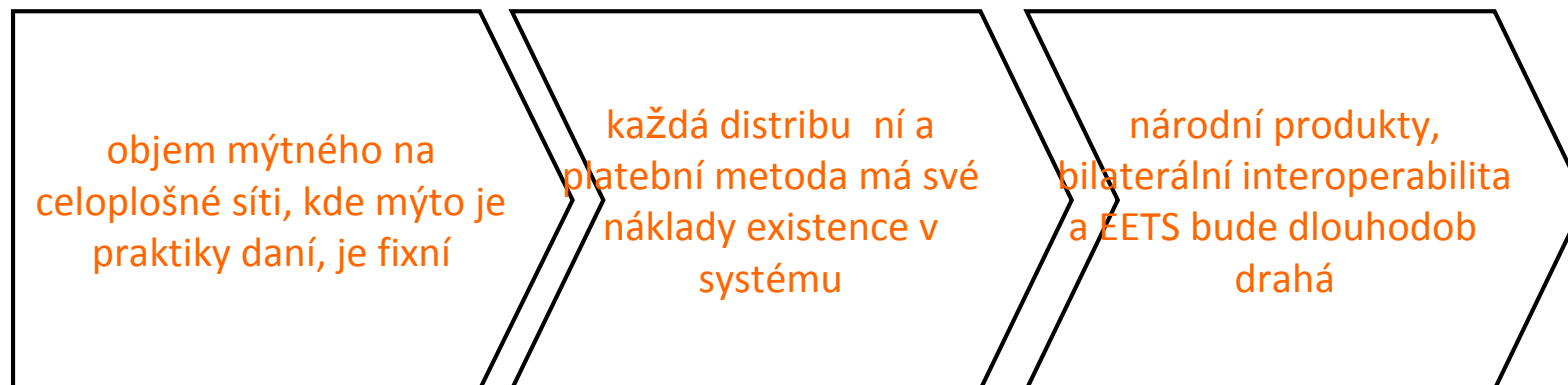 objem mýtného na
celoplošné síti, kde mýto je
praktiky daní, je fixní
každá distribu ní a
platební metoda má své
náklady existence v
systému
národní produkty,
bilaterální interoperabilita
a EETS bude dlouhodob
drahá